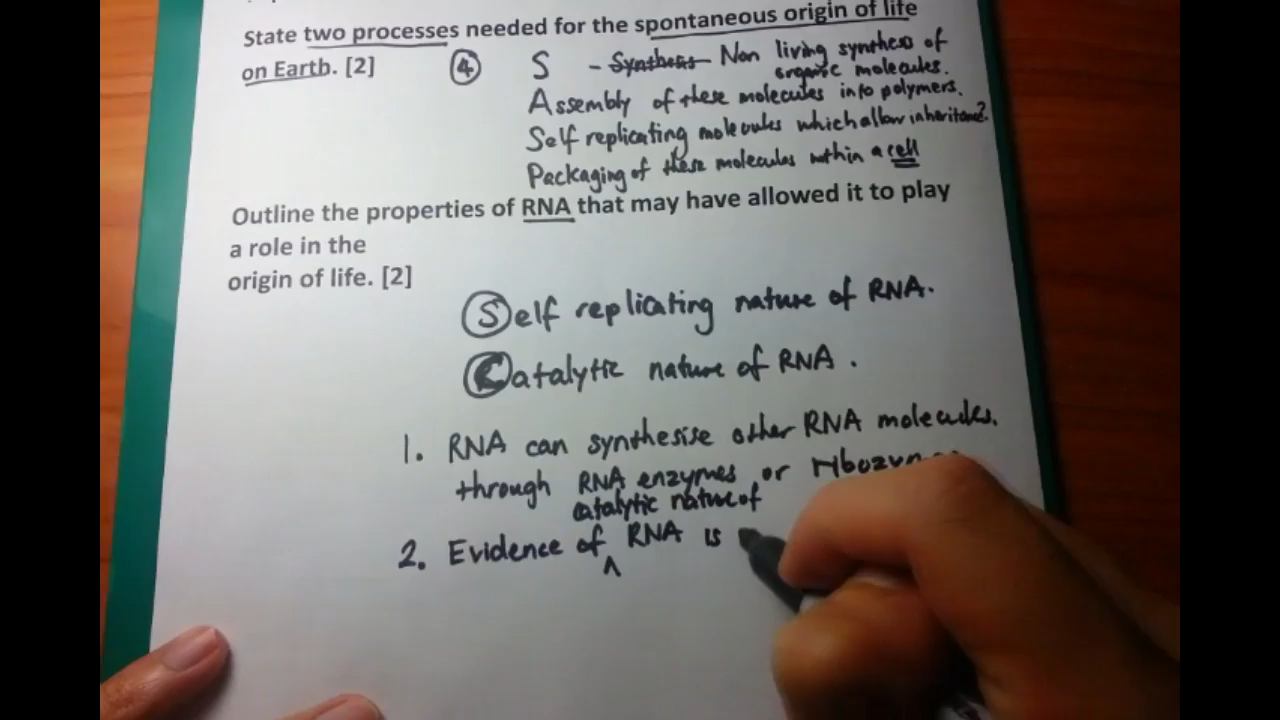 State two processes needed for the spontaneous origin of life
on Earth. [2] 4 S - Synthesis Non living synthesis of
organic molecules.
Assembly of these molecules into polymers.
Self replicating molecules which allow inheritance?
Packaging of these molecules within a cell
Outline the properties of RNA that may have allowed it to play
a role in the
origin of life. [2]
Self replicating nature of RNA.
Catalytic nature of RNA.
1. RNA can synthesise other RNA molecules.
through RNA enzymes or
catalytic nature of
2. Evidence of ^ RNA is